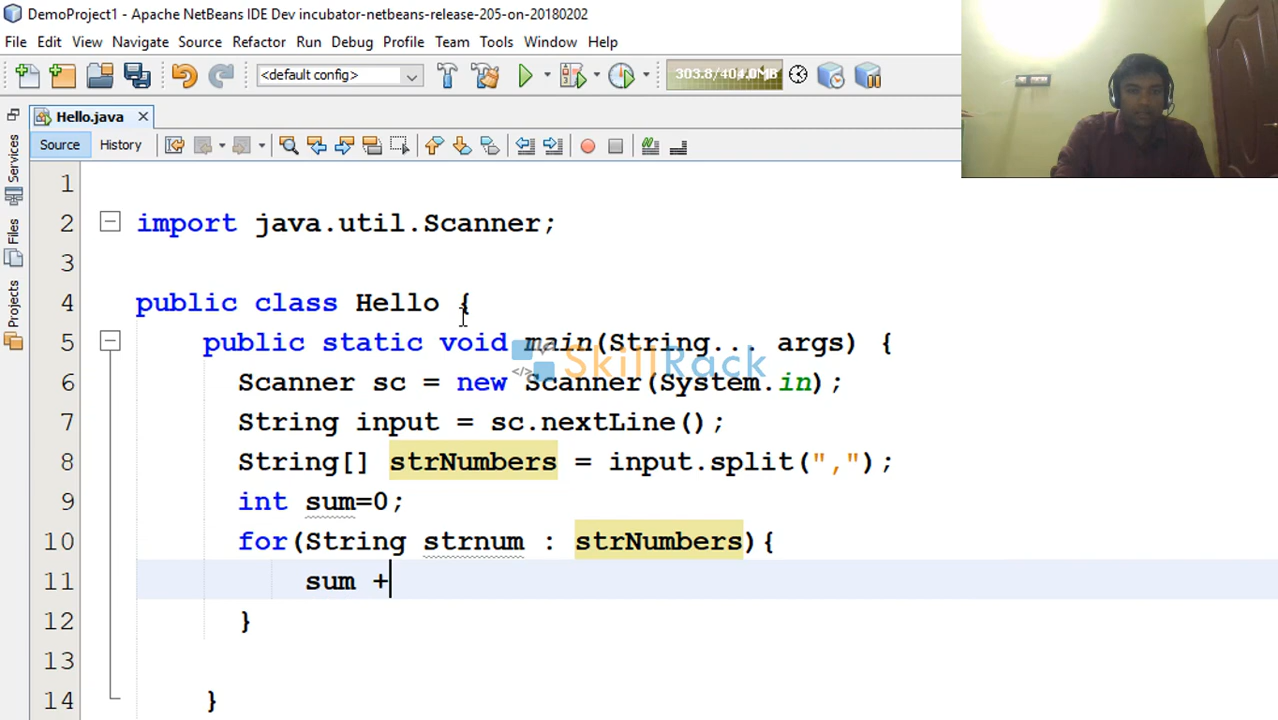 DemoProject1 - Apache NetBeans IDE Dev incubator-netbeans-release-205-on-20180202
File Edit View Navigate Source Refactor Run Debug Profile Team Tools Window Help
<default config>
303.8/404.0MB
Hello.java
Source History
Services
Files
Projects
1
2 import java.util.Scanner;
3
4 public class Hello {
5 public static void main(String... args) {
SkillRack
6 Scanner sc = new Scanner(System.in);
7 String input = sc.nextLine();
8 String[] strNumbers = input.split(",");
9 int sum=0;
10 for(String strnum : strNumbers){
11 sum +
12 }
13
14 }